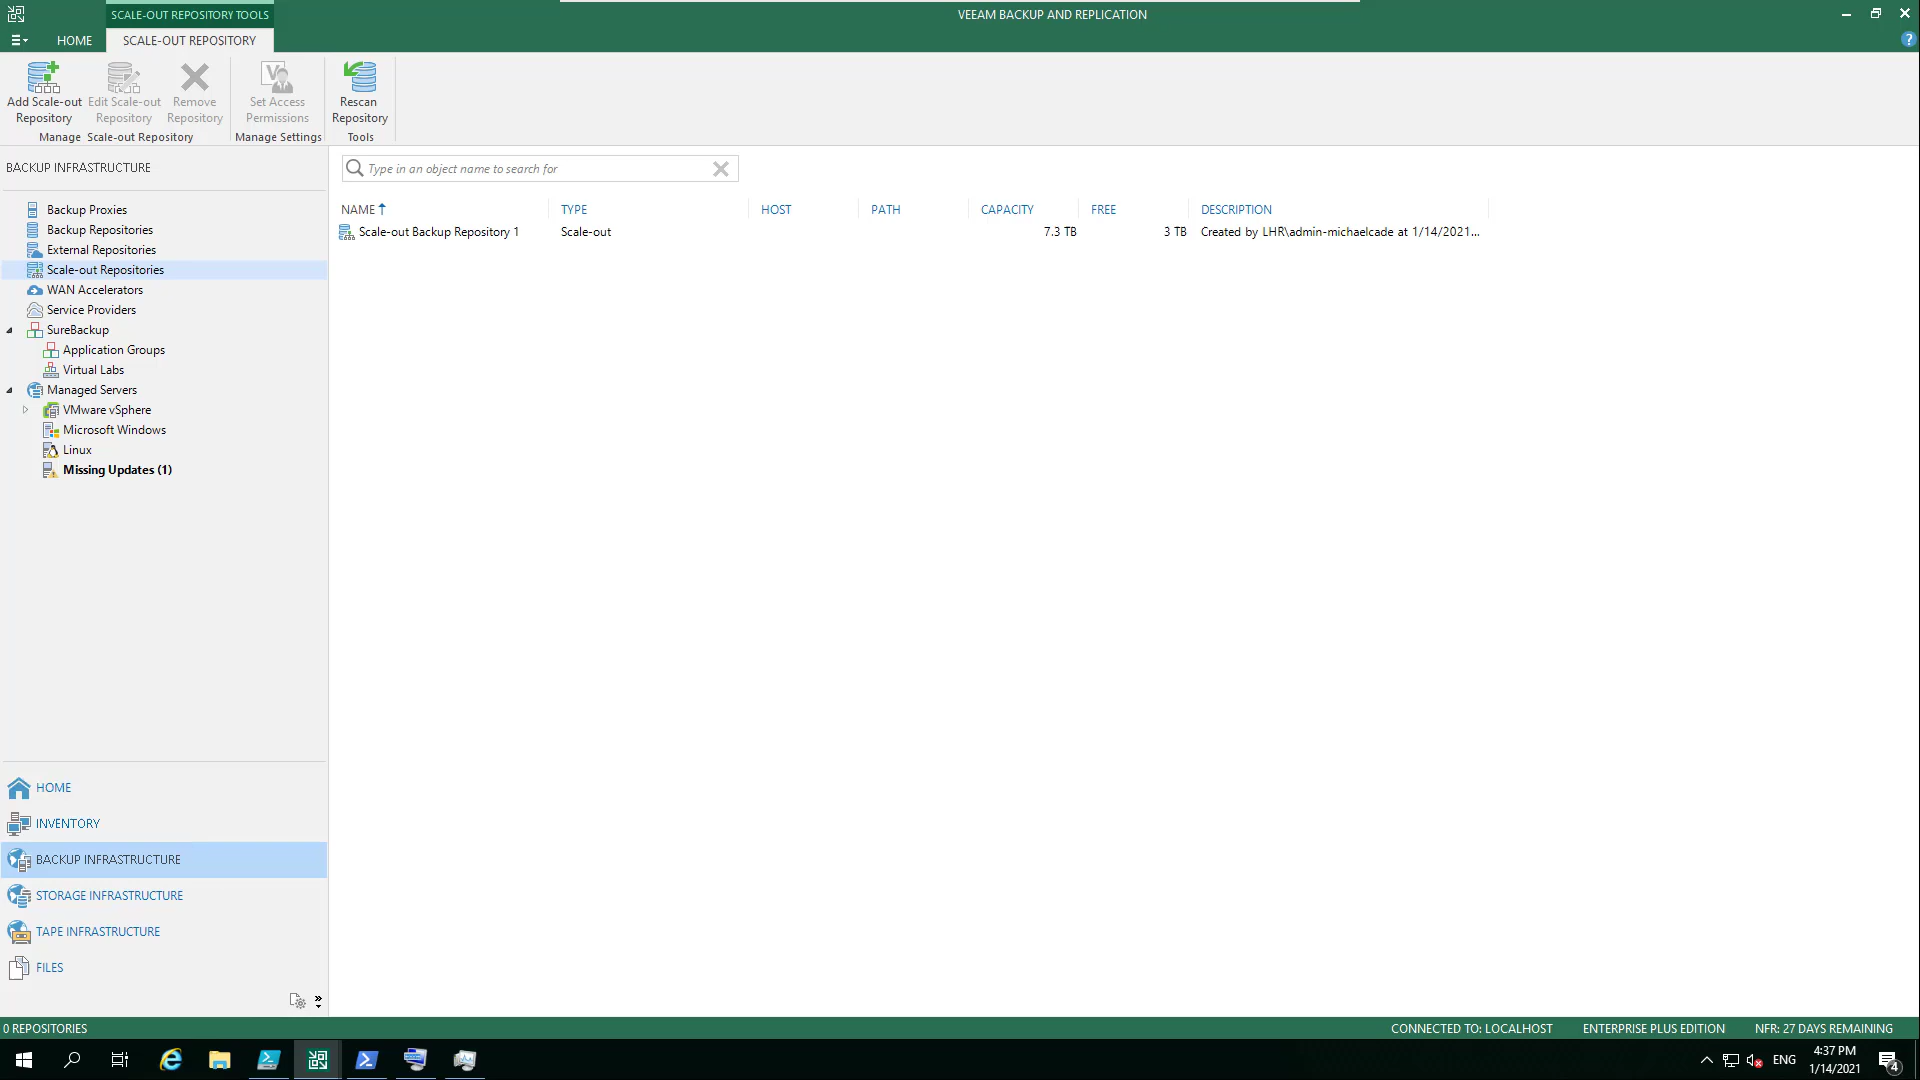 SCALE-OUT REPOSITORY TOOLS
VEEAM BACKUP AND REPLICATION
HOME
SCALE-OUT REPOSITORY
?
Add Scale-out
Repository
Edit Scale-out
Repository
Remove
Repository
Set Access
Permissions
Rescan
Repository
Manage Scale-out Repository
Manage Settings
Tools
BACKUP INFRASTRUCTURE
Type in an object name to search for
Backup Proxies
Backup Repositories
External Repositories
Scale-out Repositories
WAN Accelerators
Service Providers
SureBackup
Application Groups
Virtual Labs
Managed Servers
VMware vSphere
Microsoft Windows
Linux
Missing Updates (1)
NAME TYPE HOST PATH CAPACITY FREE DESCRIPTION
Scale-out Backup Repository 1 Scale-out 7.3 TB 3 TB Created by LHR\admin-michaelcade at 1/14/2021...
HOME
INVENTORY
BACKUP INFRASTRUCTURE
STORAGE INFRASTRUCTURE
TAPE INFRASTRUCTURE
FILES
0 REPOSITORIES
CONNECTED TO: LOCALHOST
ENTERPRISE PLUS EDITION
NFR: 27 DAYS REMAINING
ENG
4:37 PM
1/14/2021
4